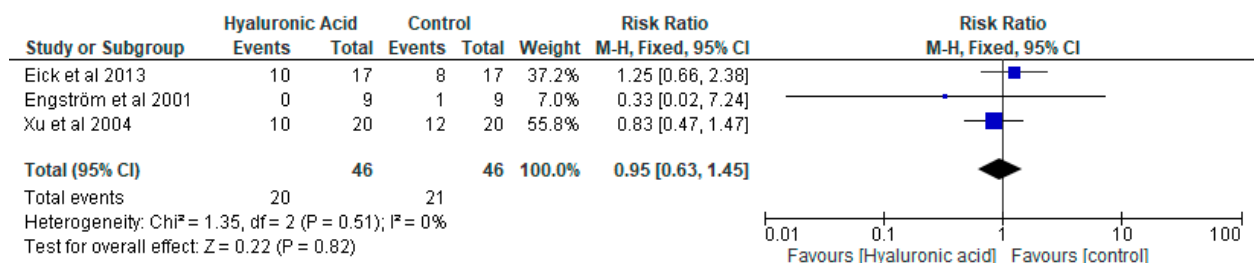 Hyaluronic Acid Control Risk Ratio Risk Ratio
Study or Subgroup Events Total Events Total Weight M-H, Fixed, 95% CI M-H, Fixed, 95% CI
Eick et al 2013 10 17 8 17 37.2% 1.25 [0.66, 2.38]
Engström et al 2001 0 9 1 9 7.0% 0.33 [0.02, 7.24]
Xu et al 2004 10 20 12 20 55.8% 0.83 [0.47, 1.47]
Total (95% CI) 46 46 100.0% 0.95 [0.63, 1.45]
Total events 20 21
Heterogeneity: Chi² = 1.35, df = 2 (P = 0.51); I² = 0%
Test for overall effect: Z = 0.22 (P = 0.82)
0.01 0.1 1 10 100
Favours [Hyaluronic acid] Favours [control]